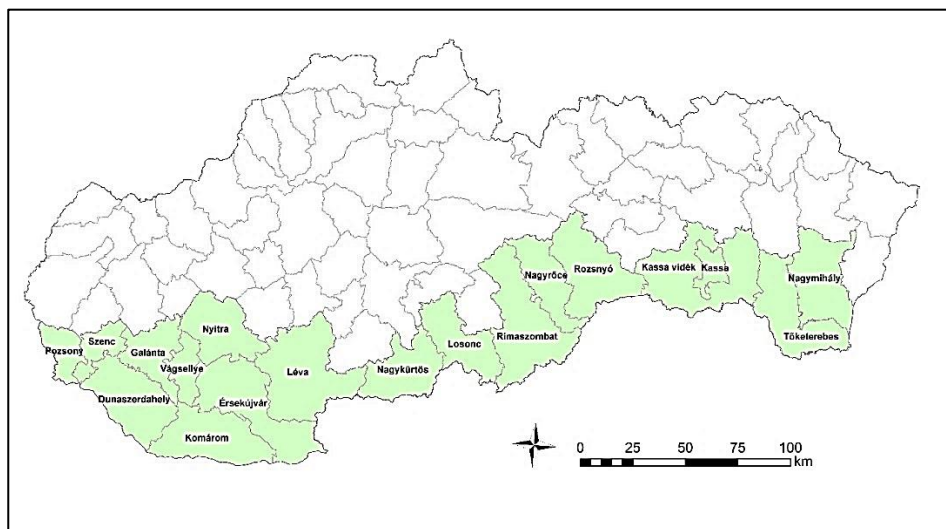 Nagyrőce
Rozsnyó
Kassa vidék
Kassa
Nagymihály
Nyitra
Szenc
Pozsony
Galánta
Rimaszombat
Tőketerebes
Losonc
Vágsellye
Léva
Nagykürtös
Dunaszerdahely
Érsekújvár
Komárom
0 25 50 75 100
km